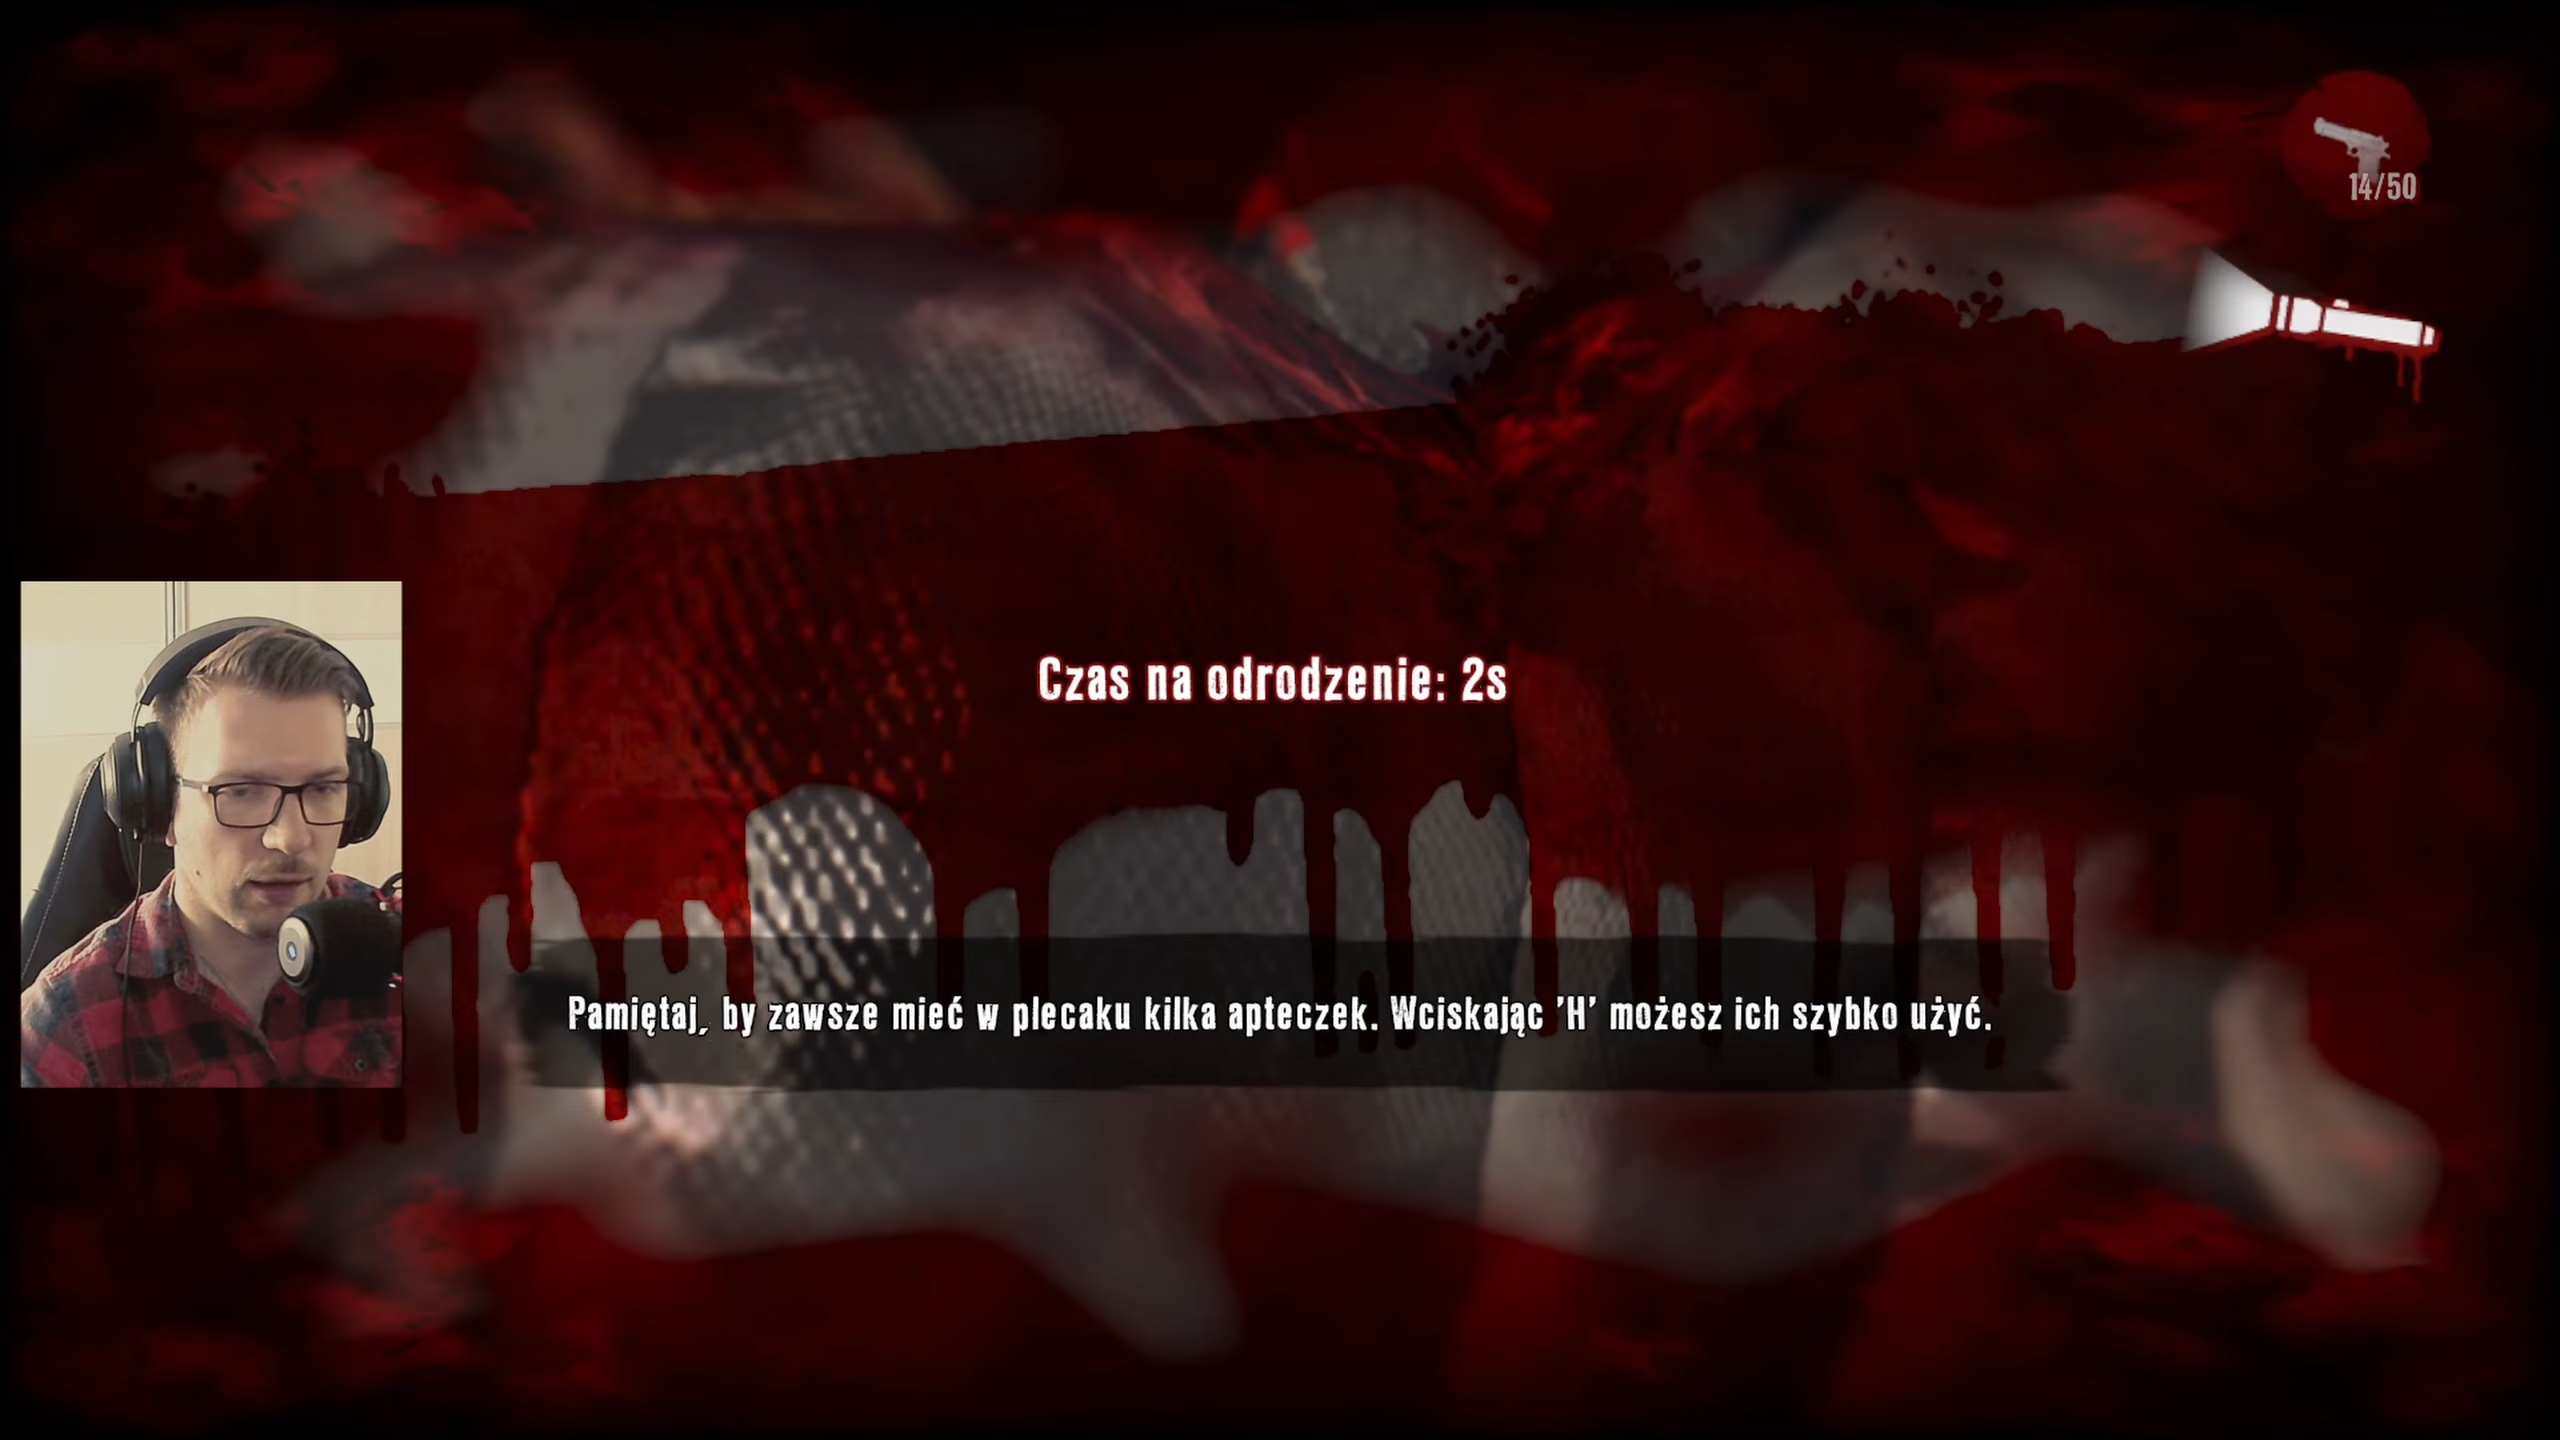 14/50
Czas na odrodzenie: 2s
Pamiętaj, by zawsze mieć w plecaku kilka apteczek. Wciskając 'H' możesz ich szybko użyć.